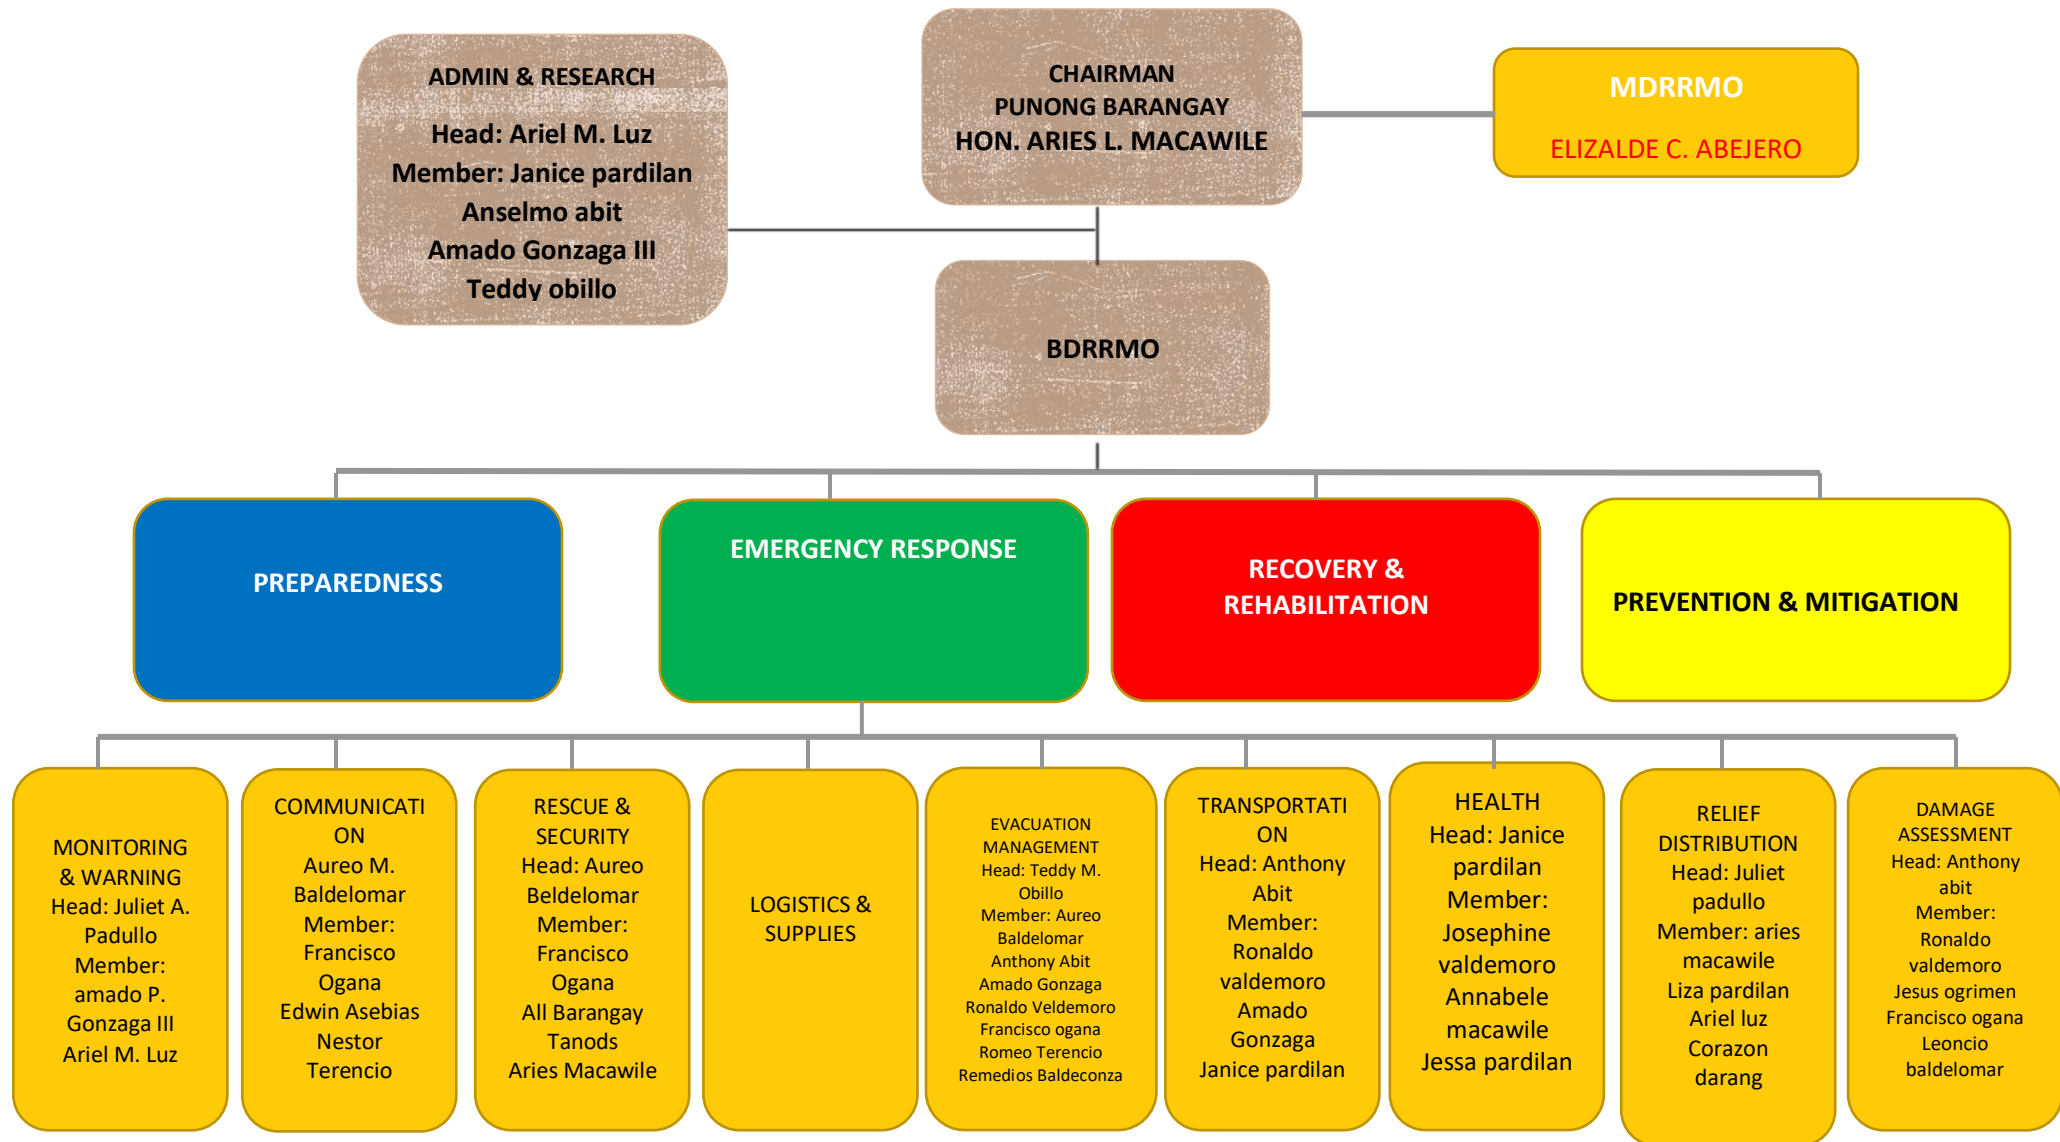 ADMIN & RESEARCH
Head: Ariel M. Luz
Member: Janice pardilan
Anselmo abit
Amado Gonzaga III
Teddy obillo
CHAIRMAN
PUNONG BARANGAY
HON. ARIES L. MACAWILE
MDRRMO
ELIZALDE C. ABEJERO
BDRRMO
PREPAREDNESS
EMERGENCY RESPONSE
RECOVERY &
REHABILITATION
PREVENTION & MITIGATION
MONITORING
& WARNING
Head: Juliet A.
Padullo
Member:
amado P.
Gonzaga III
Ariel M. Luz
COMMUNICATI
ON
Aureo M.
Baldelomar
Member:
Francisco
Ogana
Edwin Asebias
Nestor
Terencio
RESCUE &
SECURITY
Head: Aureo
Beldelomar
Member:
Francisco
Ogana
All Barangay
Tanods
Aries Macawile
LOGISTICS &
SUPPLIES
EVACUATION
MANAGEMENT
Head: Teddy M.
Obillo
Member: Aureo
Baldelomar
Anthony Abit
Amado Gonzaga
Ronaldo Veldemoro
Francisco ogana
Romeo Terencio
Remedios Baldeconza
TRANSPORTATI
ON
Head: Anthony
Abit
Member:
Ronaldo
valdemoro
Amado
Gonzaga
Janice pardilan
HEALTH
Head: Janice
pardilan
Member:
Josephine
valdemoro
Annabele
macawile
Jessa pardilan
RELIEF
DISTRIBUTION
Head: Juliet
padullo
Member: aries
macawile
Liza pardilan
Ariel luz
Corazon
darang
DAMAGE
ASSESSMENT
Head: Anthony
abit
Member:
Ronaldo
valdemoro
Jesus ogrimen
Francisco ogana
Leoncio
baldelomar